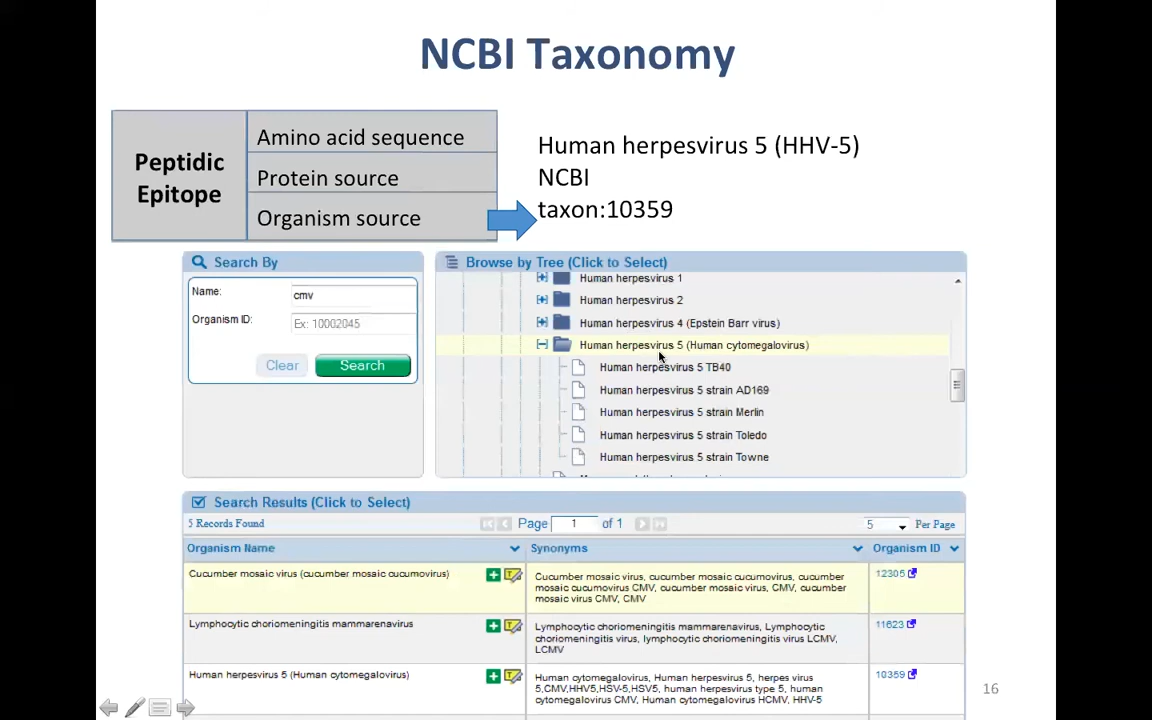 NCBI Taxonomy
Peptidic
Epitope
Amino acid sequence
Protein source
Organism source
Human herpesvirus 5 (HHV-5)
NCBI
taxon:10359
Search By
Name:
cmv
Organism ID:
Ex: 10002045
Clear
Search
Browse by Tree (Click to Select)
Human herpesvirus 1
Human herpesvirus 2
Human herpesvirus 4 (Epstein Barr virus)
Human herpesvirus 5 (Human cytomegalovirus)
Human herpesvirus 5 TB40
Human herpesvirus 5 strain AD169
Human herpesvirus 5 strain Merlin
Human herpesvirus 5 strain Toledo
Human herpesvirus 5 strain Towne
Search Results (Click to Select)
5 Records Found
Page 1 of 1
5 Per Page
Organism Name
Synonyms
Organism ID
Cucumber mosaic virus (cucumber mosaic cucumovirus)
Cucumber mosaic virus, cucumber mosaic cucumovirus, cucumber
mosaic cucumovirus CMV, cucumber mosaic virus, CMV, cucumber
mosaic virus CMV, CMV
12305
Lymphocytic choriomeningitis mammarenavirus
Lymphocytic choriomeningitis mammarenavirus, Lymphocytic
choriomeningitis virus, lymphocytic choriomeningitis virus LCMV,
LCMV
11623
Human herpesvirus 5 (Human cytomegalovirus)
Human cytomegalovirus, Human herpesvirus 5, herpes virus
5,CMV,HHV5,HSV-5,HSV5, human herpesvirus type 5, human
cytomegalovirus CMV, Human cytomegalovirus HCMV, HHV-5
10359
16